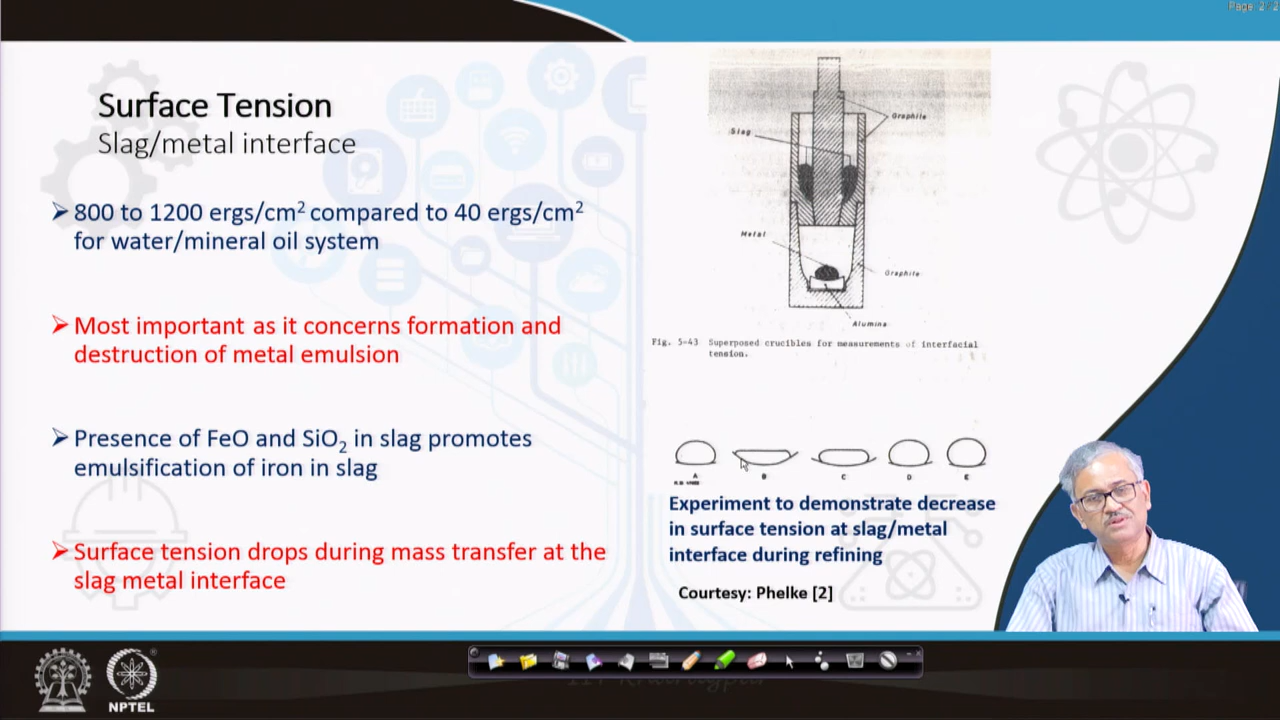 Page 2/2
Surface Tension
Slag/metal interface
➢800 to 1200 ergs/cm² compared to 40 ergs/cm²
for water/mineral oil system
➢Most important as it concerns formation and
destruction of metal emulsion
➢Presence of FeO and SiO₂ in slag promotes
emulsification of iron in slag
➢Surface tension drops during mass transfer at the
slag metal interface
Graphite
Slag
Metal
Graphite
Alumina
Fig. 5-43 Superposed crucibles for measurements of interfacial
tension.
A B C D E
Experiment to demonstrate decrease
in surface tension at slag/metal
interface during refining
Courtesy: Phelke [2]
NPTEL